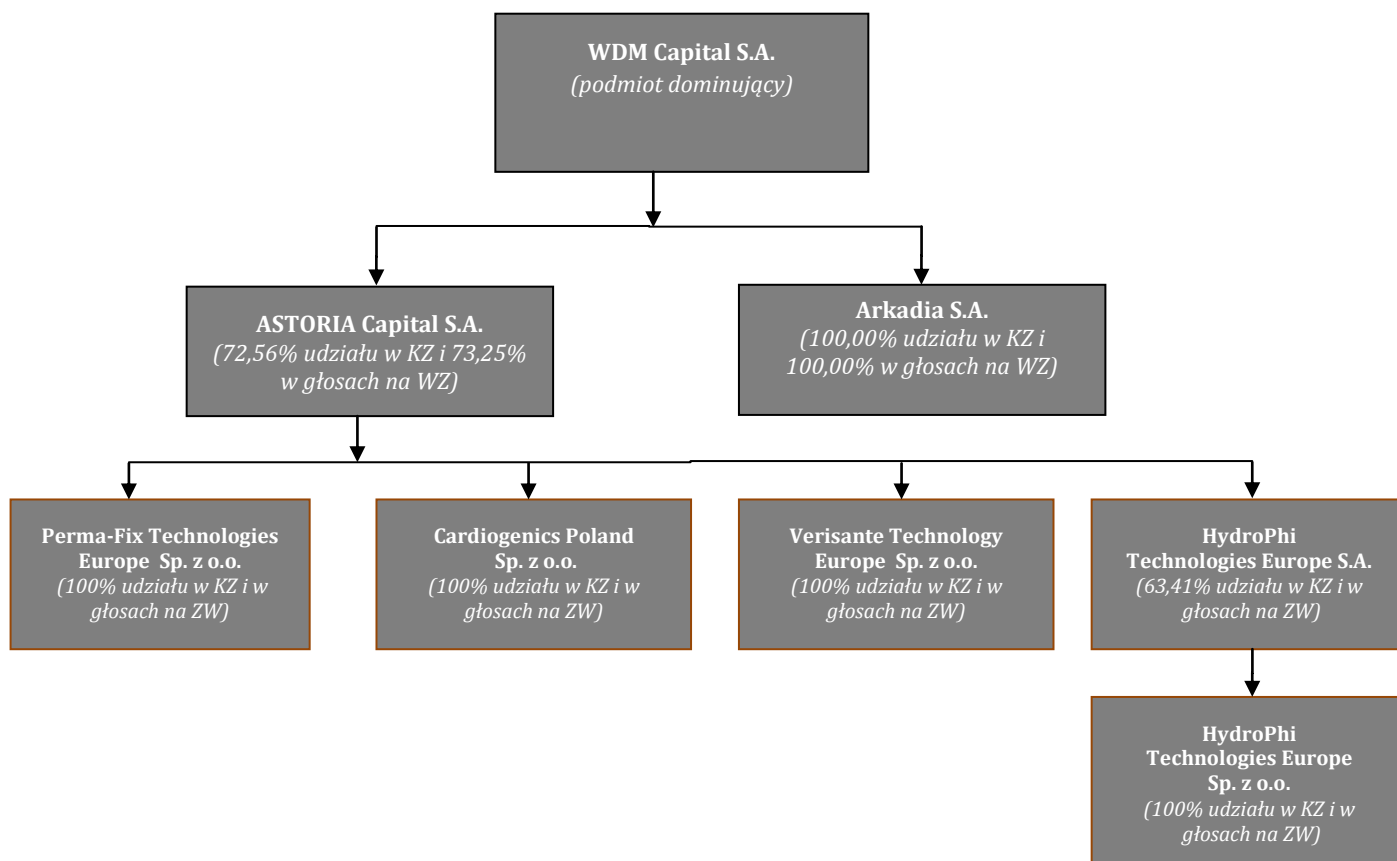 WDM Capital S.A.
(podmiot dominujący)
ASTORIA Capital S.A.
(72,56% udziału w KZ i 73,25%
w głosach na WZ)
Arkadia S.A.
(100,00% udziału w KZ i
100,00% w głosach na WZ)
Perma-Fix Technologies
Europe Sp. z o.o.
(100% udziału w KZ i w
głosach na ZW)
Cardiogenics Poland
Sp. z o.o.
(100% udziału w KZ i w
głosach na ZW)
Verisante Technology
Europe Sp. z o.o.
(100% udziału w KZ i w
głosach na ZW)
HydroPhi
Technologies Europe S.A.
(63,41% udziału w KZ i w
głosach na ZW)
HydroPhi
Technologies Europe
Sp. z o.o.
(100% udziału w KZ i w
głosach na ZW)